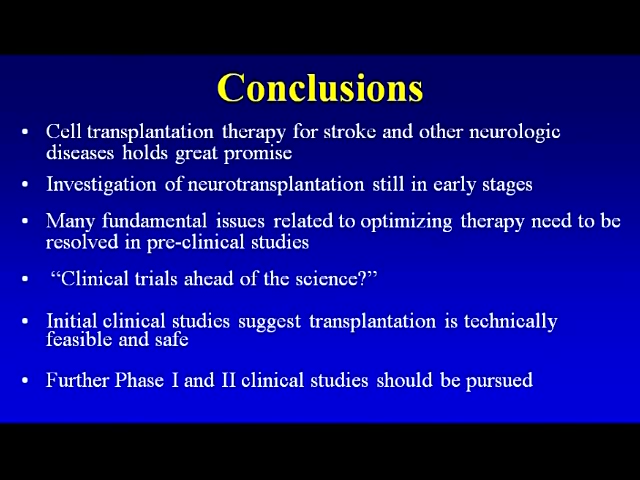 Conclusions
• Cell transplantation therapy for stroke and other neurologic
diseases holds great promise
• Investigation of neurotransplantation still in early stages
• Many fundamental issues related to optimizing therapy need to be
resolved in pre-clinical studies
• “Clinical trials ahead of the science?”
• Initial clinical studies suggest transplantation is technically
feasible and safe
• Further Phase I and II clinical studies should be pursued